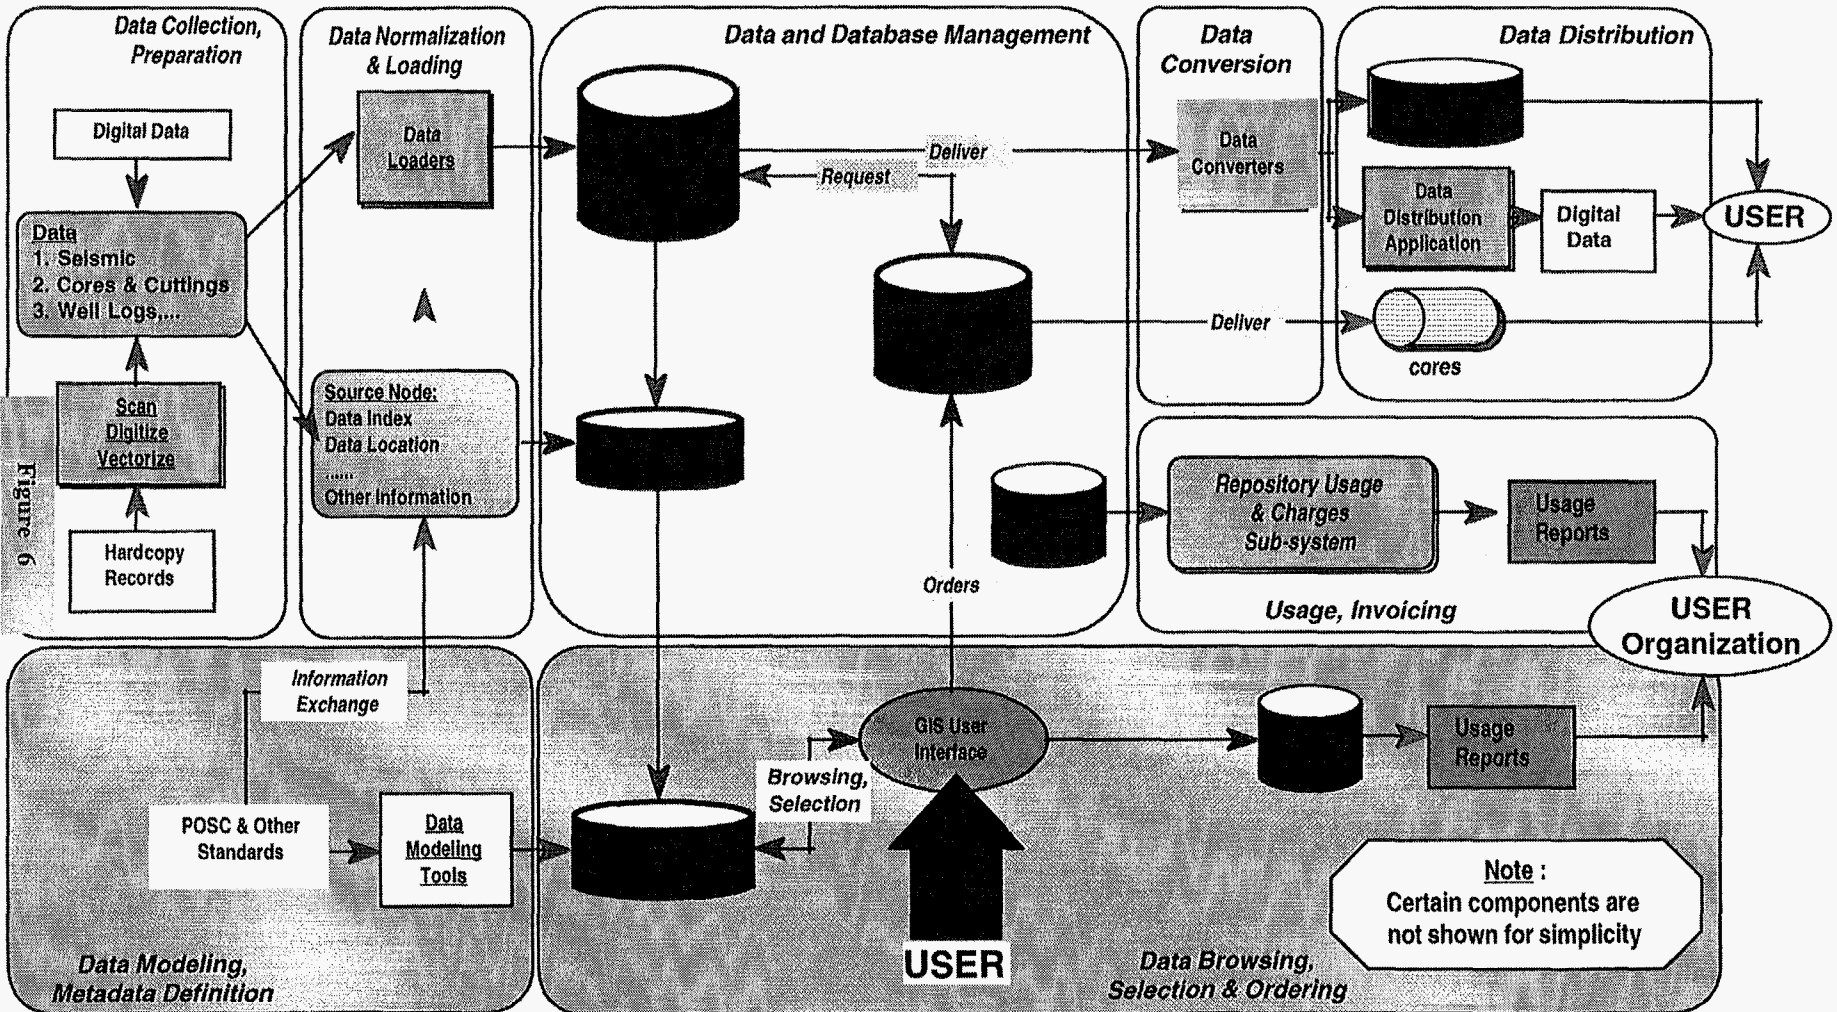 Data Collection,
Preparation
Digital Data
Data
1. Seismic
2. Cores & Cuttings
3. Well Logs,...
Scan
Digitize
Vectorize
Hardcopy
Records
Figure 6
Data Normalization
& Loading
Data
Loaders
Source Node:
Data Index
Data Location
......
Other Information
Data and Database Management
Deliver
Request
Orders
Data
Conversion
Data
Converters
Deliver
Data Distribution
Data
Distribution
Application
Digital
Data
USER
cores
Repository Usage
& Charges
Sub-system
Usage
Reports
Usage, Invoicing
USER
Organization
Information
Exchange
POSC & Other
Standards
Data
Modeling
Tools
Data Modeling,
Metadata Definition
Browsing,
Selection
GIS User
Interface
USER
Usage
Reports
Note :
Certain components are
not shown for simplicity
Data Browsing,
Selection & Ordering